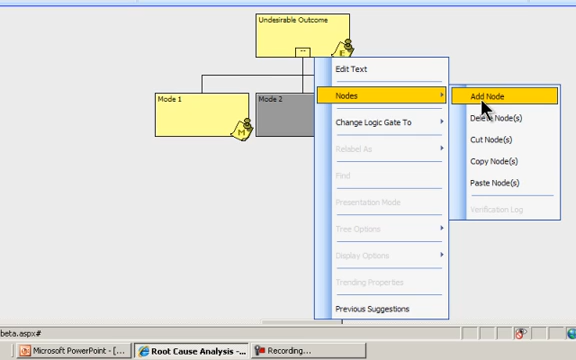 Undesirable Outcome
--
E
Mode 1
M
Mode 2
Edit Text
Nodes
Change Logic Gate To
Relabel As
Find
Presentation Mode
Tree Options
Display Options
Trending Properties
Previous Suggestions
Add Node
Delete Node(s)
Cut Node(s)
Copy Node(s)
Paste Node(s)
Verification Log
beta.aspx#
Microsoft PowerPoint - [...
Root Cause Analysis -...
Recording...